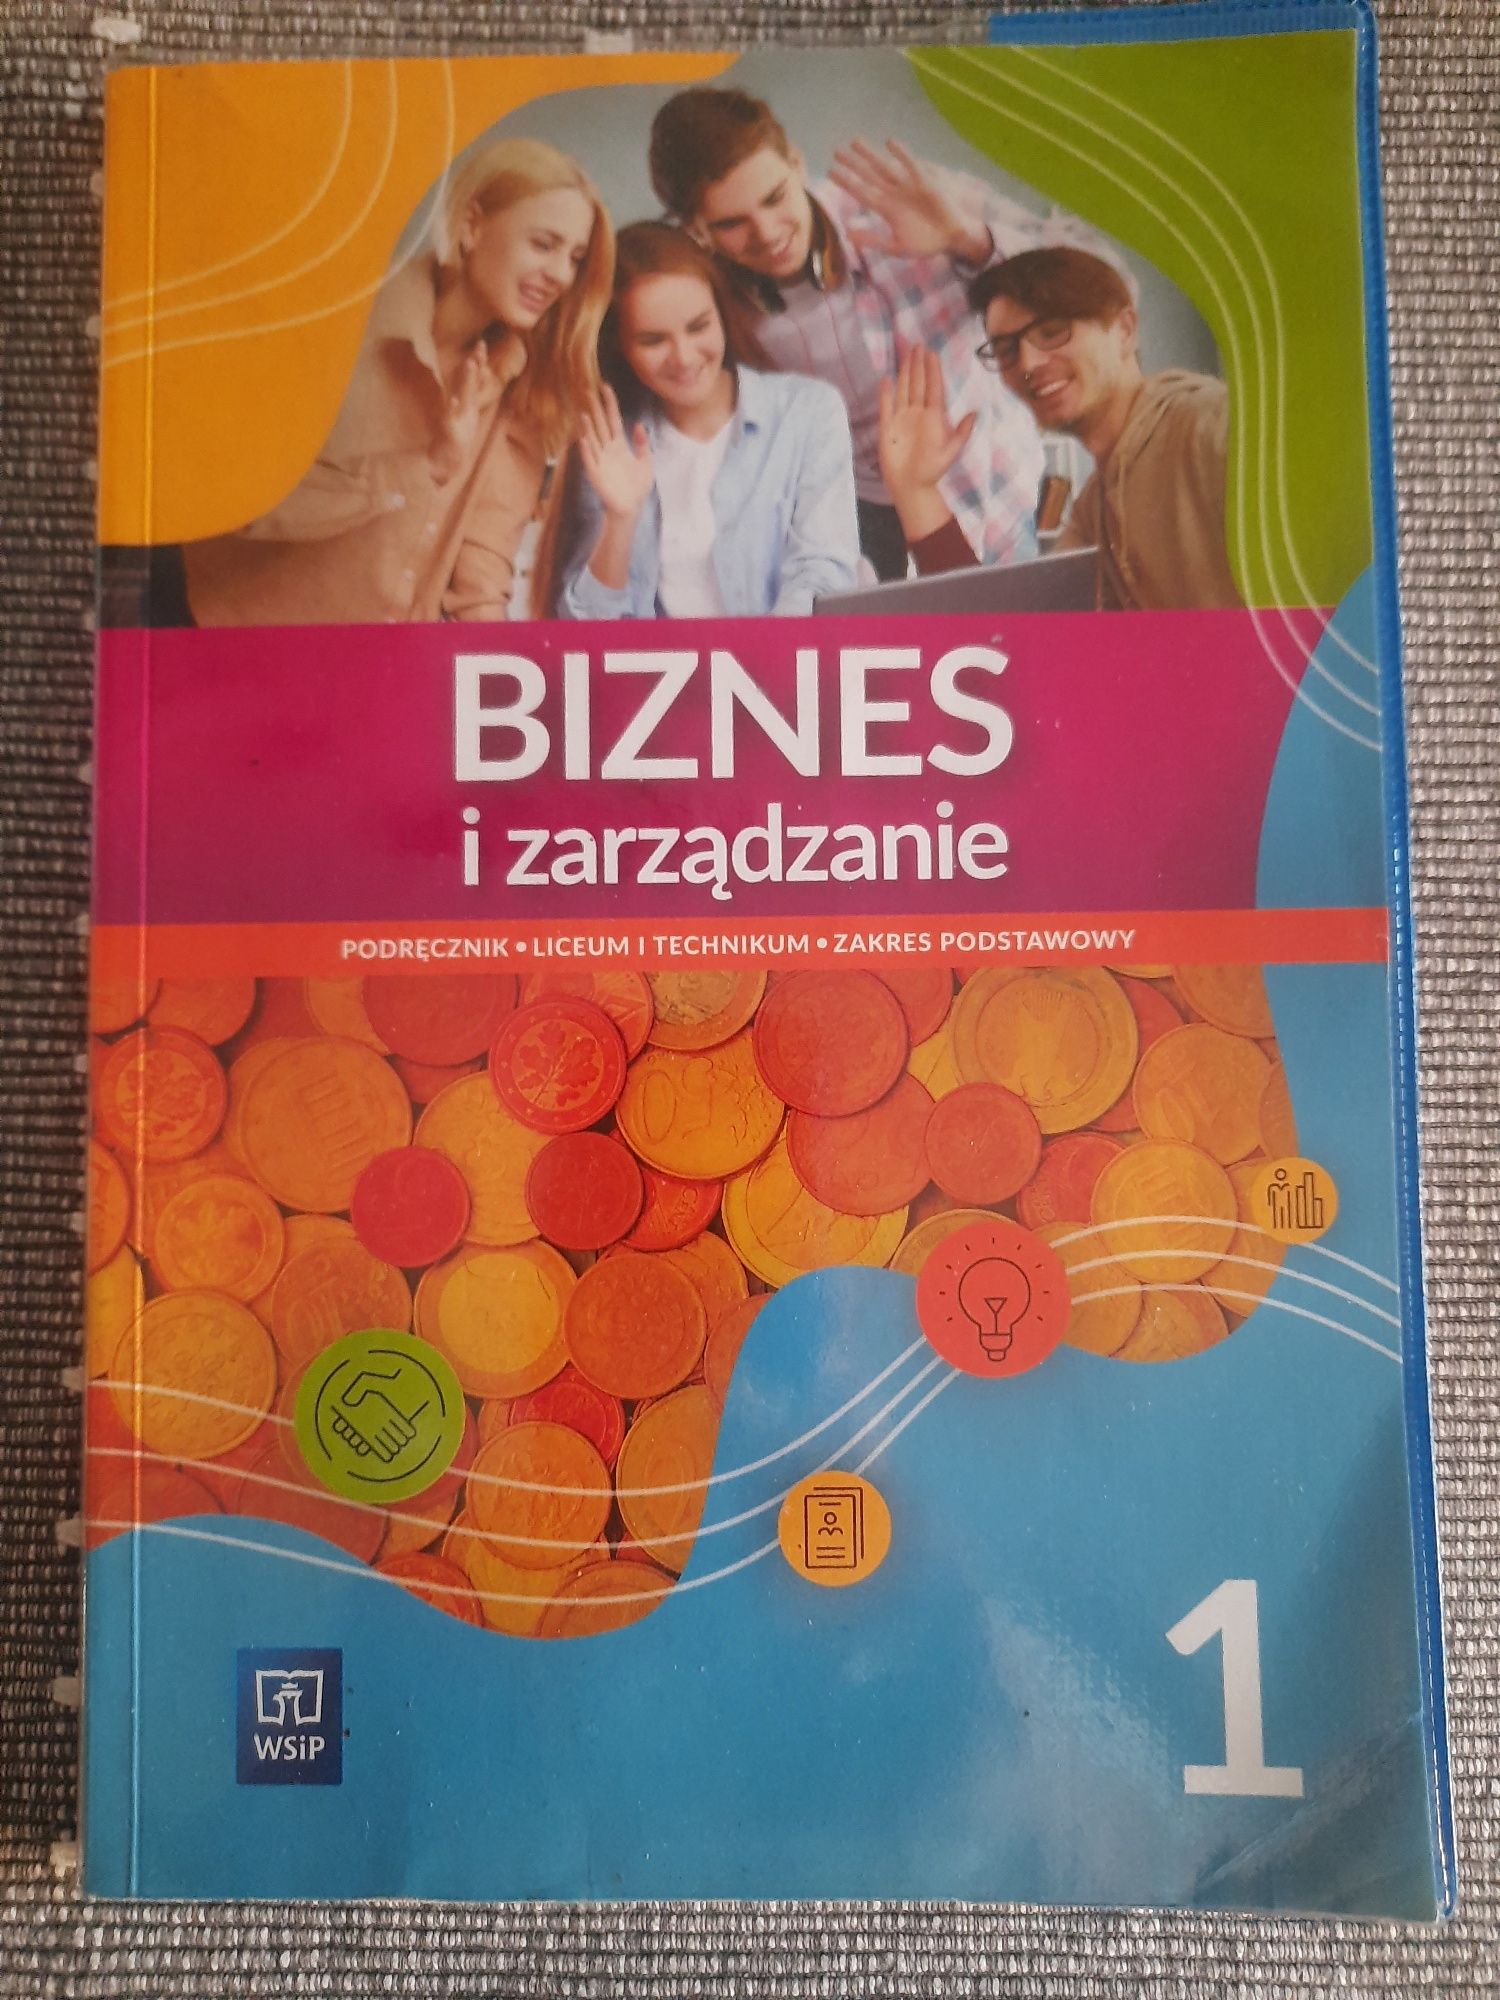 BIZNES
i zarządzanie
PODRĘCZNIK • LICEUM I TECHNIKUM • ZAKRES PODSTAWOWY
1
WSiP